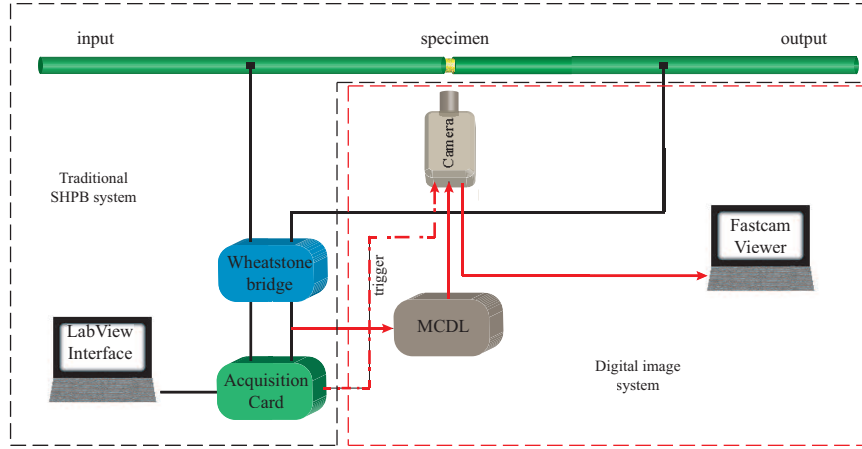 input
specimen
output
Camera
Traditional
SHPB system
Fastcam
Viewer
Wheatstone
bridge
trigger
LabView
Interface
MCDL
Acquisition
Card
Digital image
system